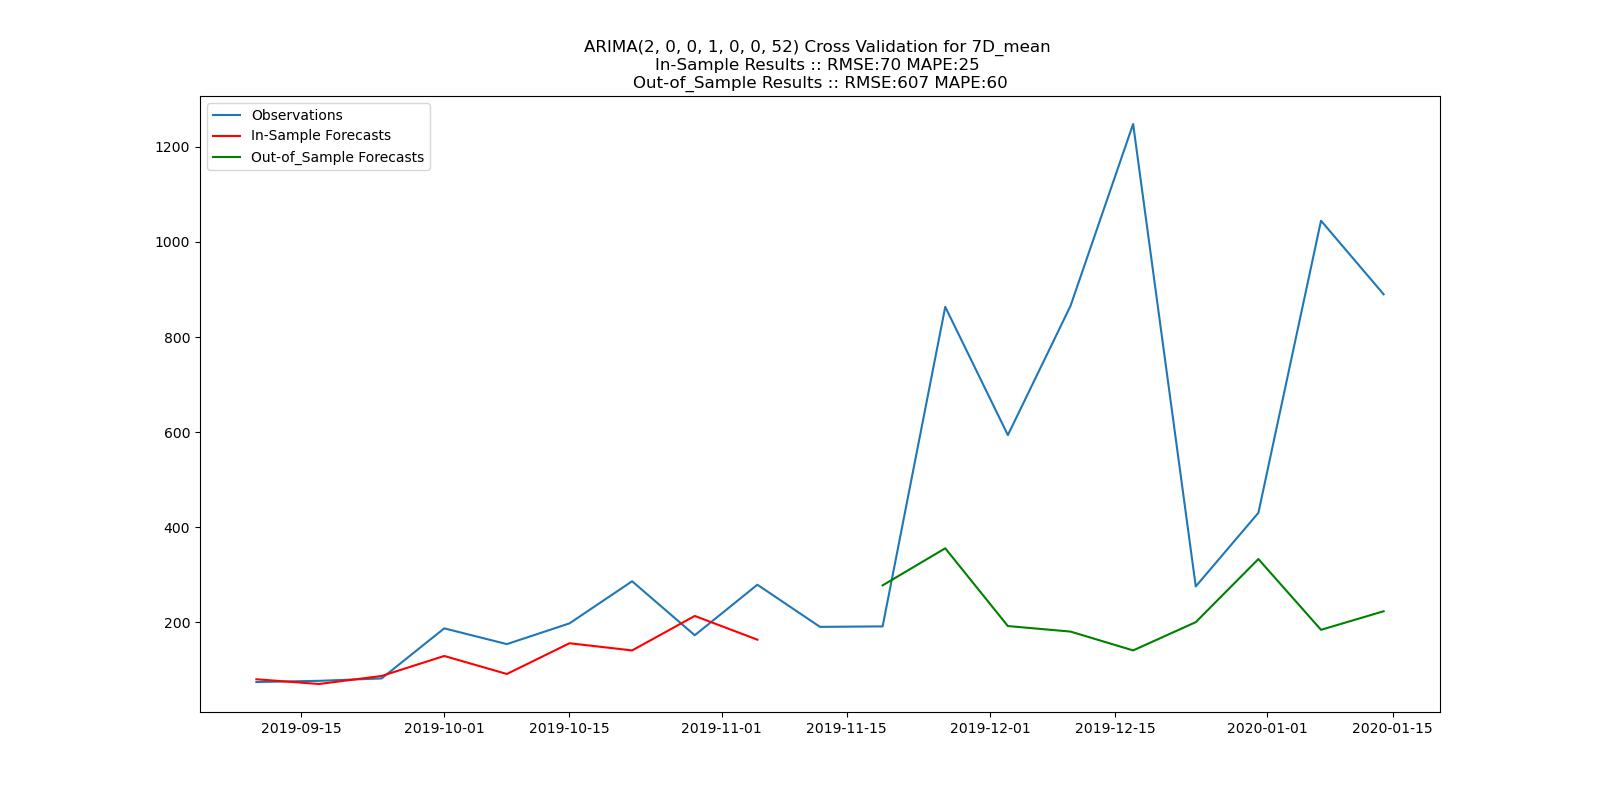 ARIMA(2, 0, 0, 1, 0, 0, 52) Cross Validation for 7D_mean
In-Sample Results :: RMSE:70 MAPE:25
Out-of_Sample Results :: RMSE:607 MAPE:60
Observations
In-Sample Forecasts
Out-of_Sample Forecasts
1200
1000
800
600
400
200
2019-09-15 2019-10-01 2019-10-15 2019-11-01 2019-11-15 2019-12-01 2019-12-15 2020-01-01 2020-01-15